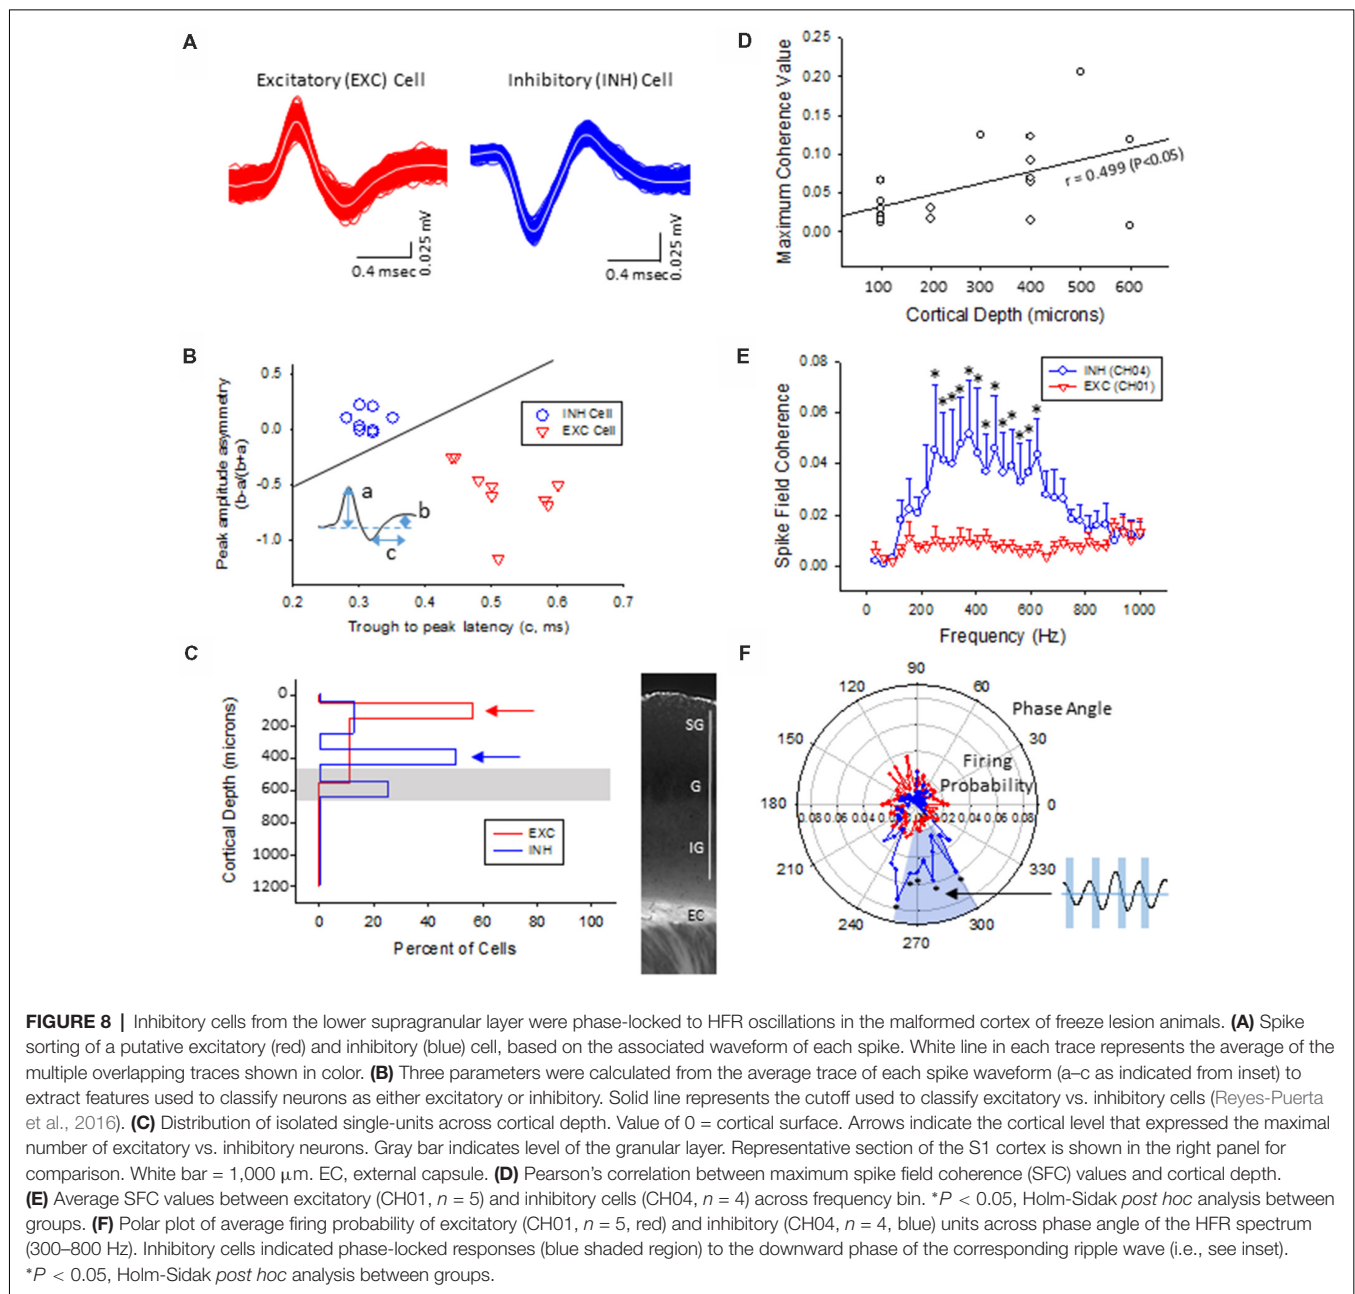 A
Excitatory (EXC) Cell
Inhibitory (INH) Cell
0.4 msec
0.025 mV
0.4 msec
0.025 mV
D
Maximum Coherence Value
0.25
0.20
0.15
0.10
0.05
0.00
r = 0.499 (P<0.05)
100 200 300 400 500 600
Cortical Depth (microns)
B
Peak amplitude asymmetry
(b-a/(b+a)
0.5
0.0
-0.5
-1.0
INH Cell
EXC Cell
a
b
c
0.2 0.3 0.4 0.5 0.6 0.7
Trough to peak latency (c, ms)
E
Spike Field Coherence
0.08
0.06
0.04
0.02
0.00
INH (CH04)
EXC (CH01)
* * * * * * * * * * * * *
0 200 400 600 800 1000
Frequency (Hz)
C
Cortical Depth (microns)
0
200
400
600
800
1000
1200
EXC
INH
0 20 40 60 80 100
Percent of Cells
SG
G
IG
EC
F
90
120 60
Phase Angle
150 30
Firing
Probability
180 0
0.08 0.06 0.04 0.02 0.04 0.06 0.08
210 330
240 300
270
FIGURE 8 | Inhibitory cells from the lower supragranular layer were phase-locked to HFR oscillations in the malformed cortex of freeze lesion animals. (A) Spike
sorting of a putative excitatory (red) and inhibitory (blue) cell, based on the associated waveform of each spike. White line in each trace represents the average of the
multiple overlapping traces shown in color. (B) Three parameters were calculated from the average trace of each spike waveform (a–c as indicated from inset) to
extract features used to classify neurons as either excitatory or inhibitory. Solid line represents the cutoff used to classify excitatory vs. inhibitory cells (Reyes-Puerta
et al., 2016). (C) Distribution of isolated single-units across cortical depth. Value of 0 = cortical surface. Arrows indicate the cortical level that expressed the maximal
number of excitatory vs. inhibitory neurons. Gray bar indicates level of the granular layer. Representative section of the S1 cortex is shown in the right panel for
comparison. White bar = 1,000 μm. EC, external capsule. (D) Pearson's correlation between maximum spike field coherence (SFC) values and cortical depth.
(E) Average SFC values between excitatory (CH01, n = 5) and inhibitory cells (CH04, n = 4) across frequency bin. *P < 0.05, Holm-Sidak post hoc analysis between
groups. (F) Polar plot of average firing probability of excitatory (CH01, n = 5, red) and inhibitory (CH04, n = 4, blue) units across phase angle of the HFR spectrum
(300–800 Hz). Inhibitory cells indicated phase-locked responses (blue shaded region) to the downward phase of the corresponding ripple wave (i.e., see inset).
*P < 0.05, Holm-Sidak post hoc analysis between groups.